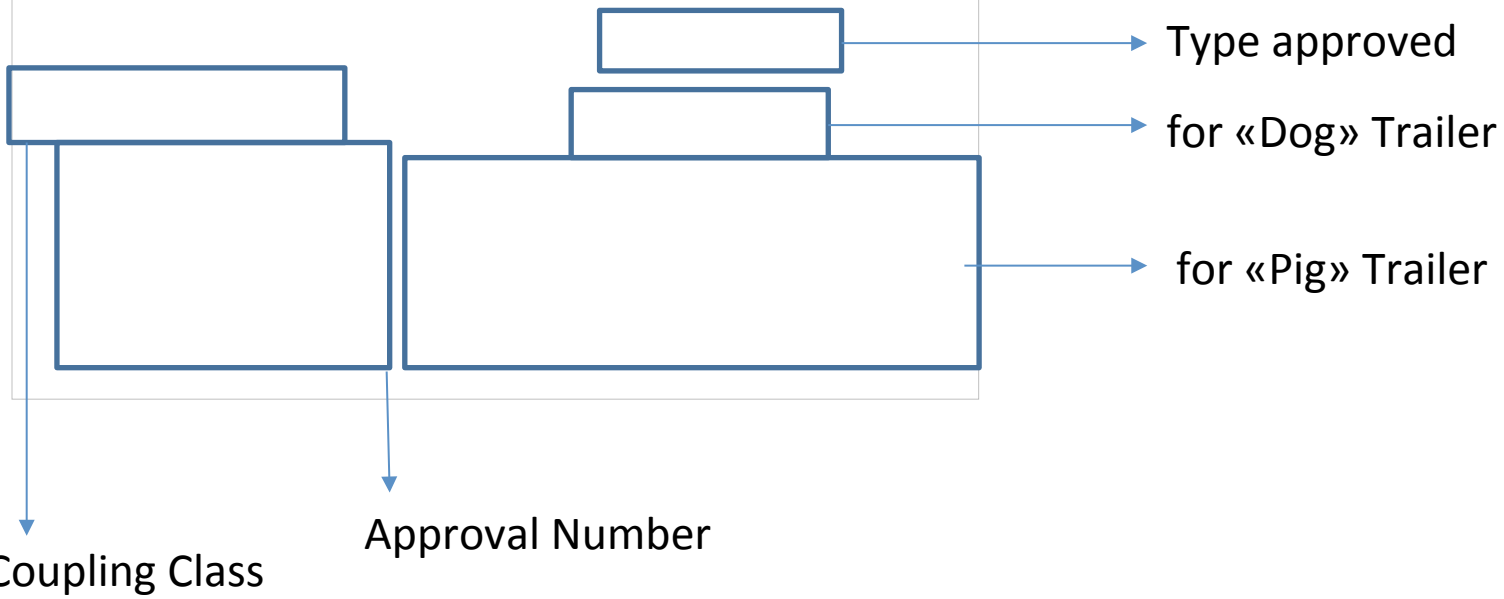 Type approved
for «Dog» Trailer
for «Pig» Trailer
Approval Number
Coupling Class